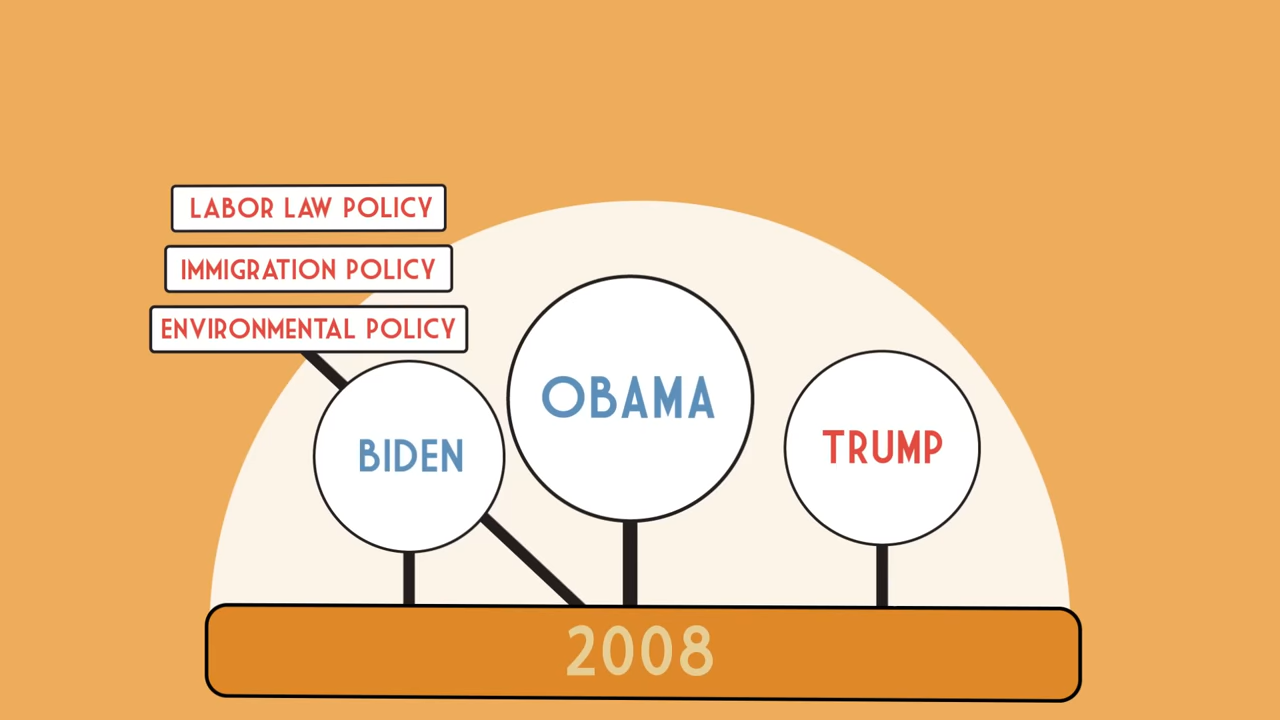 LABOR LAW POLICY
IMMIGRATION POLICY
ENVIRONMENTAL POLICY
BIDEN
OBAMA
TRUMP
2008